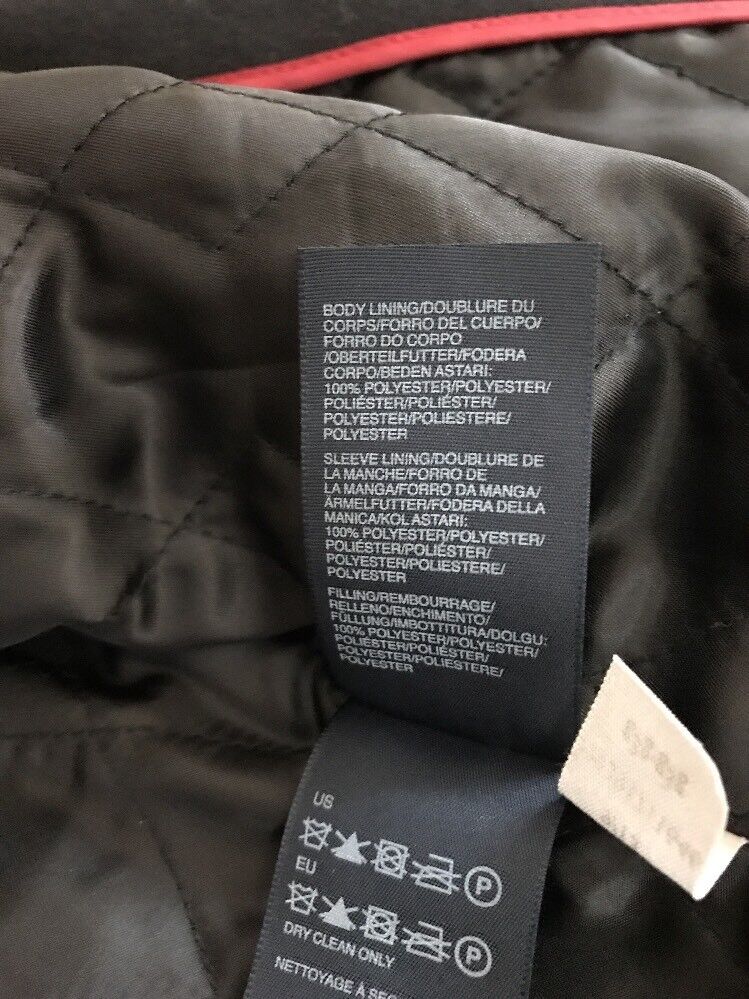 BODY LINING/DOUBLURE DU
CORPS/FORRO DEL CUERPO/
FORRO DO CORPO
/OBERTEILFUTTER/FODERA
CORPO/BEDEN ASTARI:
100% POLYESTER/POLYESTER/
POLIÉSTER/POLIÉSTER/
POLYESTER/POLIESTERE/
POLYESTER
SLEEVE LINING/DOUBLURE DE
LA MANCHE/FORRO DE
LA MANGA/FORRO DA MANGA/
ÄRMELFUTTER/FODERA DELLA
MANICA/KOL ASTARI:
100% POLYESTER/POLYESTER/
POLIÉSTER/POLIÉSTER/
POLYESTER/POLIESTERE/
POLYESTER
FILLING/REMBOURRAGE/
RELLENO/ENCHIMENTO/
FÜLLUNG/IMBOTTITURA/DOLGU:
100% POLYESTER/POLYESTER/
POLIÉSTER/POLIÉSTER/
POLYESTER/POLIESTERE/
POLYESTER
US
P
EU
P
DRY CLEAN ONLY
NETTOYAGE À